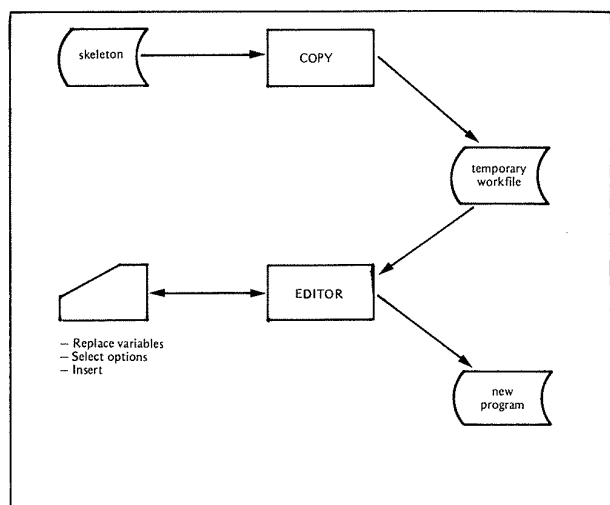 skeleton
COPY
temporary
workfile
EDITOR
— Replace variables
— Select options
— Insert
new
program